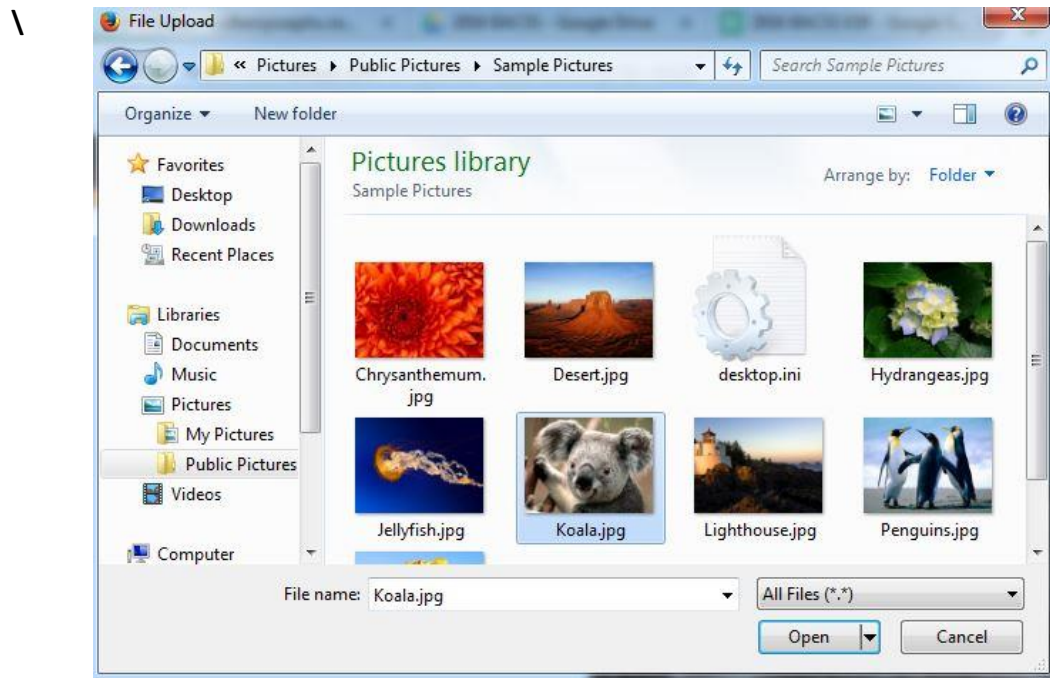 \
File Upload
« Pictures ▸ Public Pictures ▸ Sample Pictures
Search Sample Pictures
Organize
New folder
Favorites
Desktop
Downloads
Recent Places
Libraries
Documents
Music
Pictures
My Pictures
Public Pictures
Videos
Computer
Pictures library
Sample Pictures
Arrange by: Folder
Chrysanthemum.
jpg
Desert.jpg
desktop.ini
Hydrangeas.jpg
Jellyfish.jpg
Koala.jpg
Lighthouse.jpg
Penguins.jpg
File name: Koala.jpg
All Files (*.*)
Open
Cancel